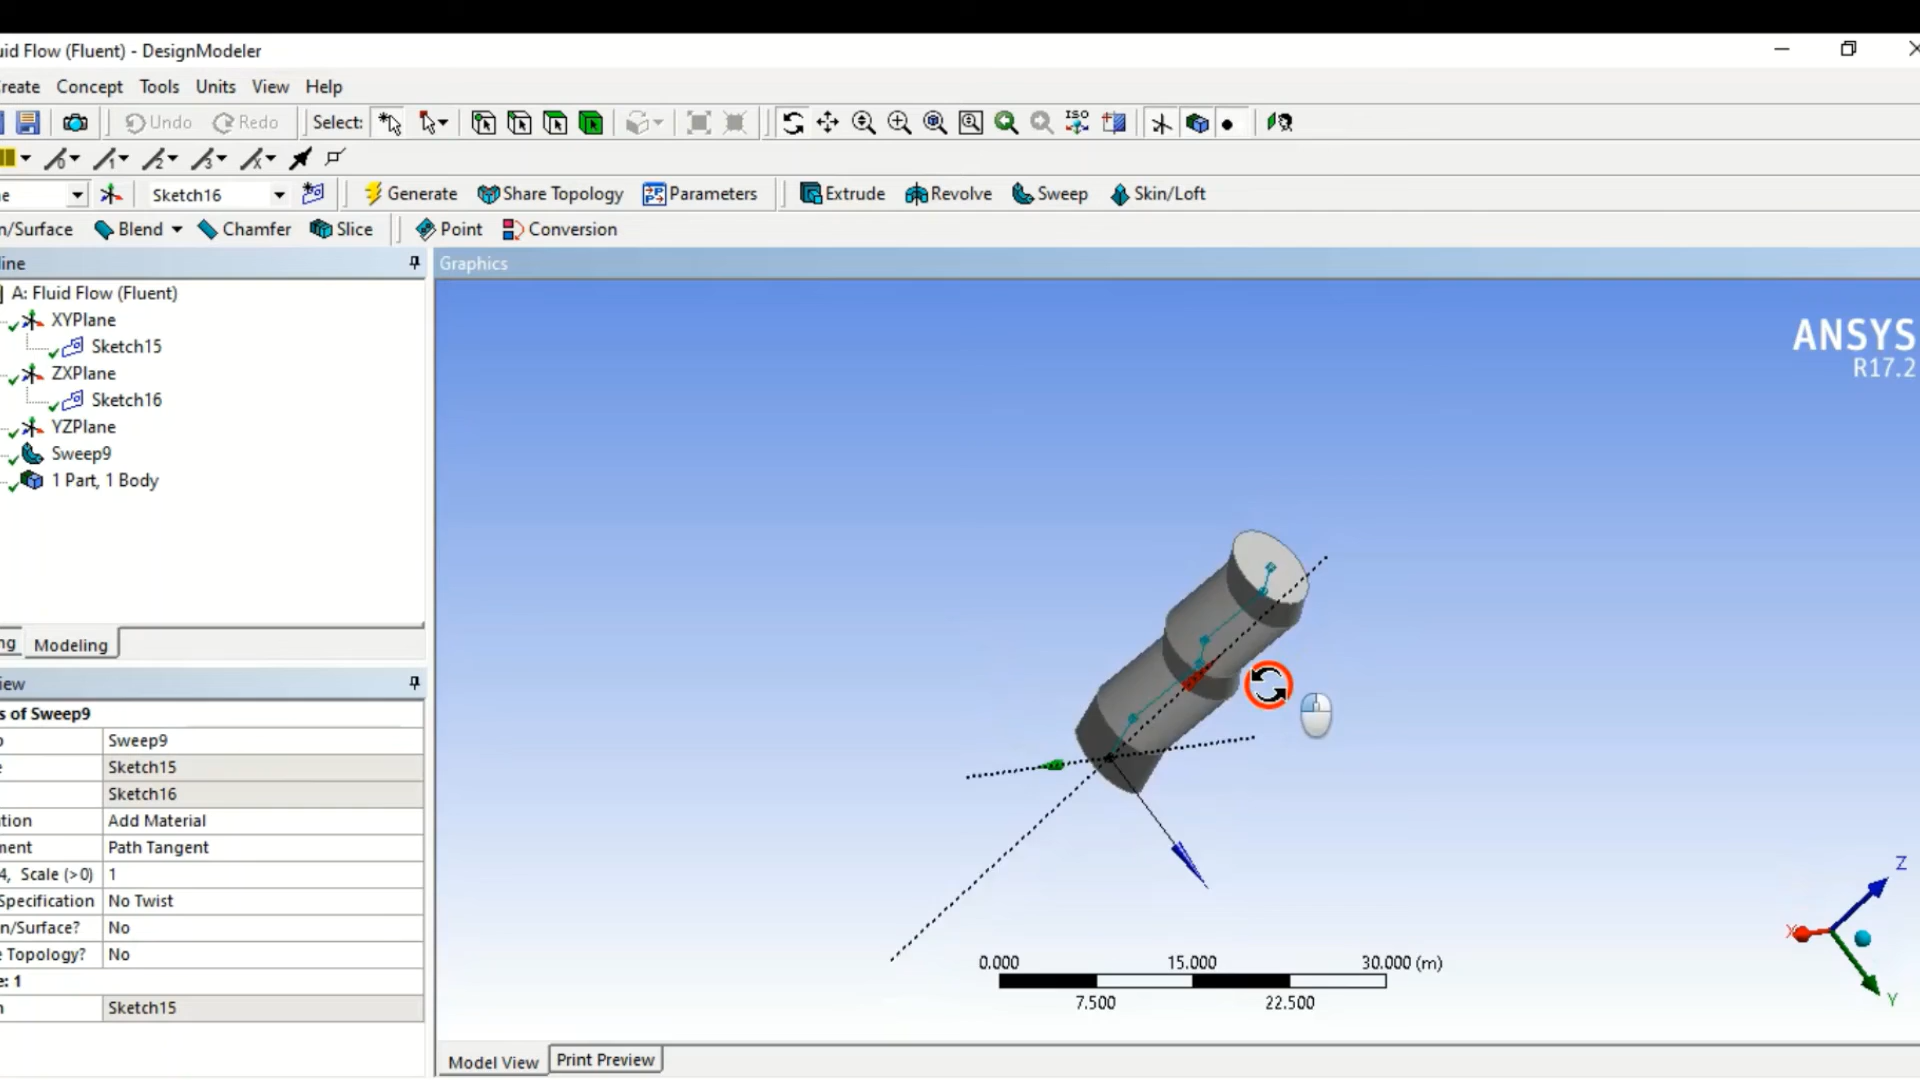 uid Flow (Fluent) - DesignModeler
reate Concept Tools Units View Help
Undo Redo Select: ISO
Sketch16 Generate Share Topology Parameters Extrude Revolve Sweep Skin/Loft
n/Surface Blend Chamfer Slice Point Conversion
line
Graphics
A: Fluid Flow (Fluent)
XYPlane
Sketch15
ZXPlane
Sketch16
YZPlane
Sweep9
1 Part, 1 Body
ng Modeling
iew
s of Sweep9
p Sweep9
e Sketch15
Sketch16
ation Add Material
ment Path Tangent
4, Scale (>0) 1
Specification No Twist
n/Surface? No
e Topology? No
e: 1
n Sketch15
ANSYS
R17.2
0.000 15.000 30.000 (m)
7.500 22.500
Z
X
Y
Model View Print Preview